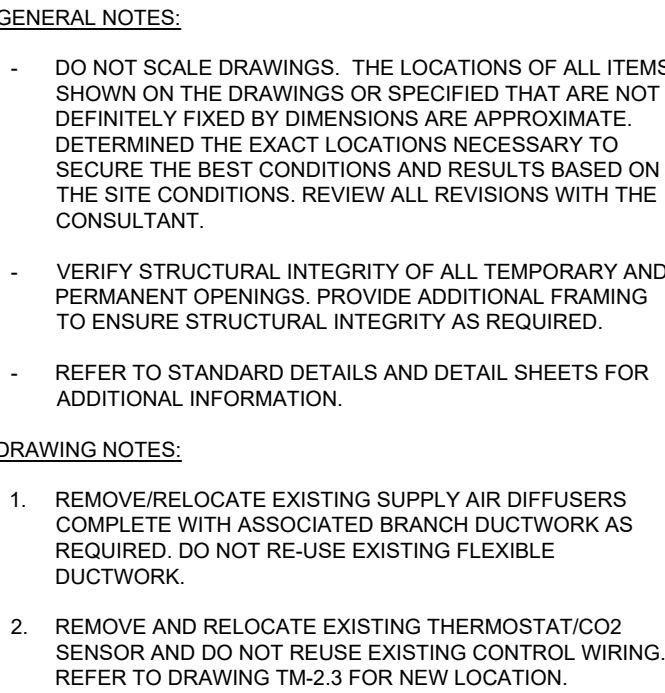 GENERAL NOTES:
- DO NOT SCALE DRAWINGS. THE LOCATIONS OF ALL ITEMS
SHOWN ON THE DRAWINGS OR SPECIFIED THAT ARE NOT
DEFINITELY FIXED BY DIMENSIONS ARE APPROXIMATE.
DETERMINED THE EXACT LOCATIONS NECESSARY TO
SECURE THE BEST CONDITIONS AND RESULTS BASED ON
THE SITE CONDITIONS. REVIEW ALL REVISIONS WITH THE
CONSULTANT.
- VERIFY STRUCTURAL INTEGRITY OF ALL TEMPORARY AND
PERMANENT OPENINGS. PROVIDE ADDITIONAL FRAMING
TO ENSURE STRUCTURAL INTEGRITY AS REQUIRED.
- REFER TO STANDARD DETAILS AND DETAIL SHEETS FOR
ADDITIONAL INFORMATION.
DRAWING NOTES:
1. REMOVE/RELOCATE EXISTING SUPPLY AIR DIFFUSERS
COMPLETE WITH ASSOCIATED BRANCH DUCTWORK AS
REQUIRED. DO NOT RE-USE EXISTING FLEXIBLE
DUCTWORK.
2. REMOVE AND RELOCATE EXISTING THERMOSTAT/CO2
SENSOR AND DO NOT REUSE EXISTING CONTROL WIRING.
REFER TO DRAWING TM-2.3 FOR NEW LOCATION.